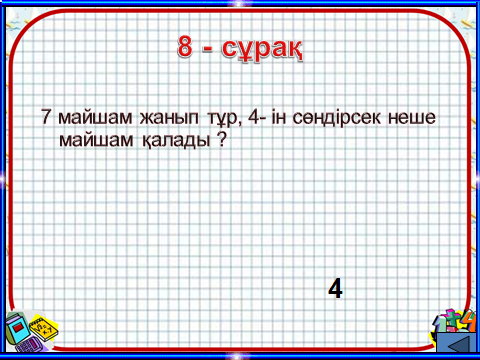 8 - сұрақ
7 майшам жанып тұр, 4- ін сөндірсек неше
майшам қалады ?
4